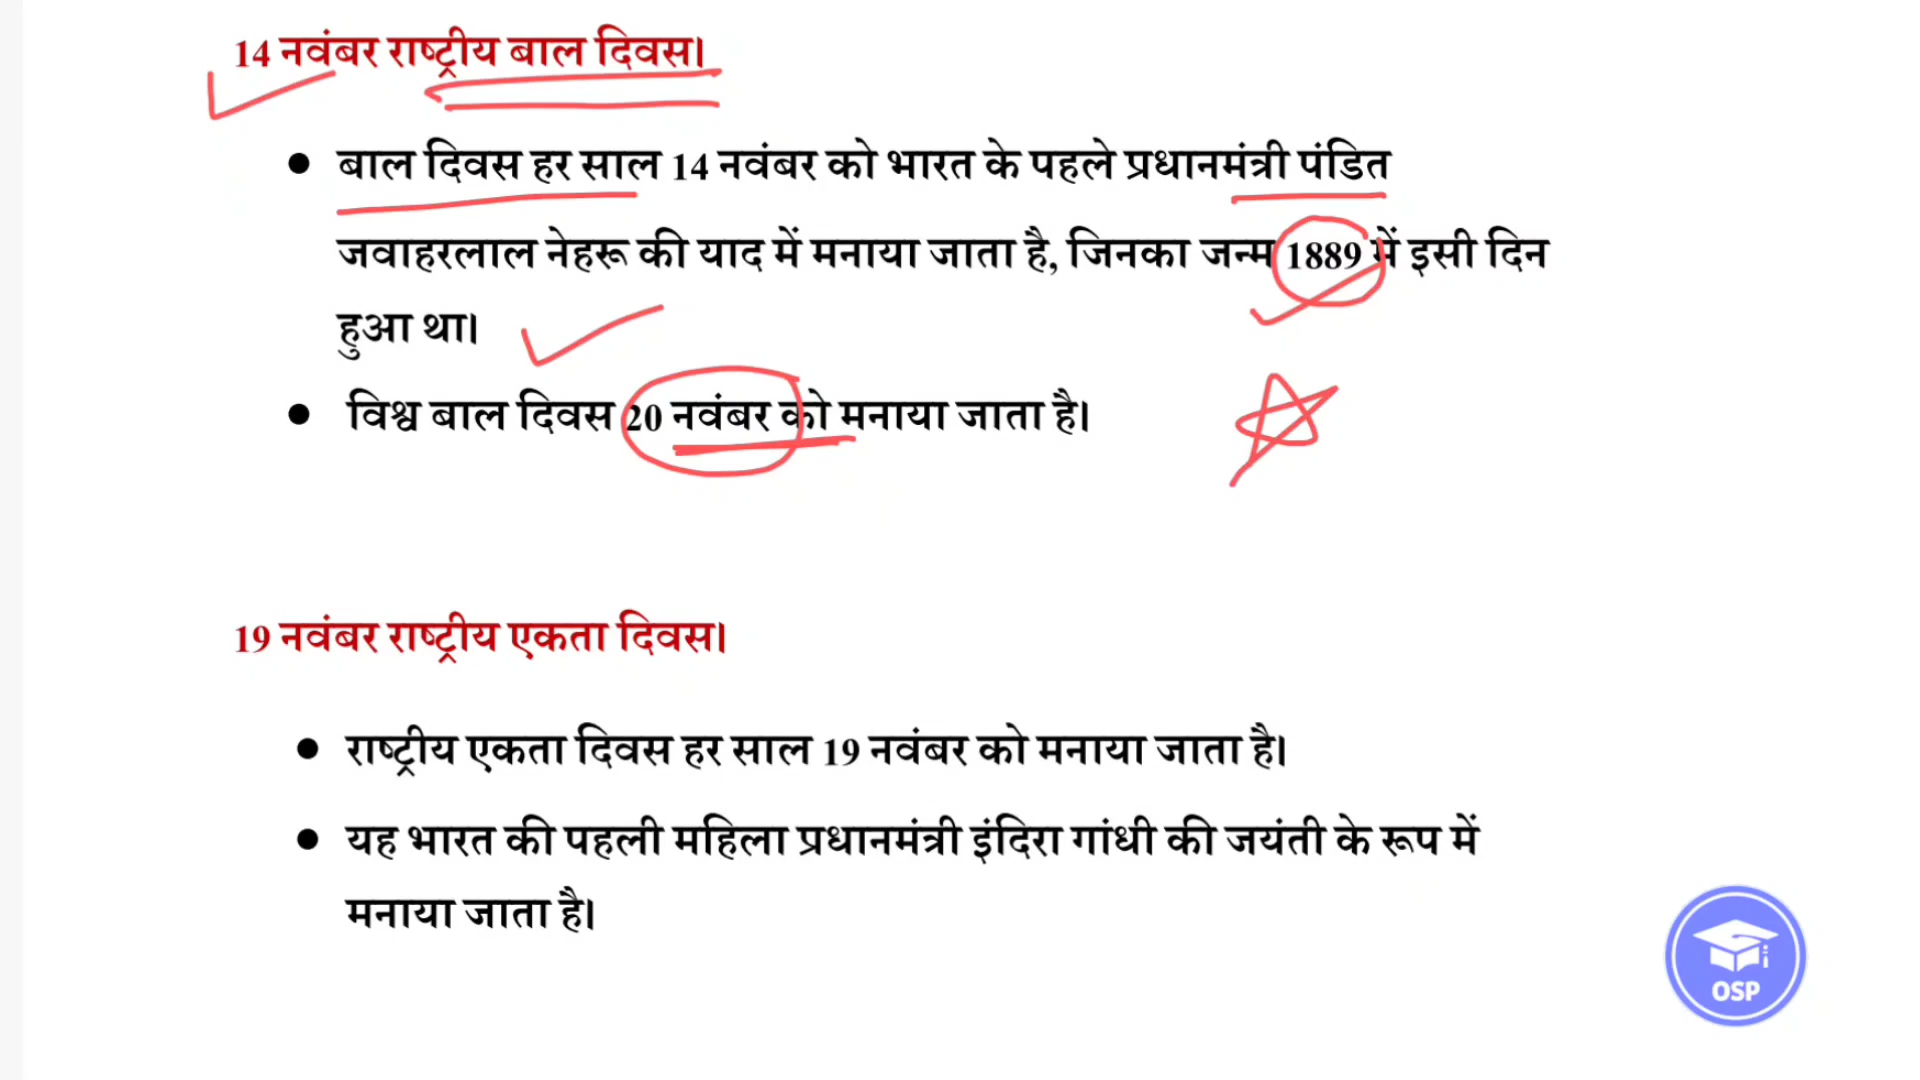 14 नवंबर राष्ट्रीय बाल दिवस।
● बाल दिवस हर साल 14 नवंबर को भारत के पहले प्रधानमंत्री पंडित
जवाहरलाल नेहरू की याद में मनाया जाता है, जिनका जन्म 1889 में इसी दिन
हुआ था।
● विश्व बाल दिवस 20 नवंबर को मनाया जाता है।
19 नवंबर राष्ट्रीय एकता दिवस।
● राष्ट्रीय एकता दिवस हर साल 19 नवंबर को मनाया जाता है।
● यह भारत की पहली महिला प्रधानमंत्री इंदिरा गांधी की जयंती के रूप में
मनाया जाता है।
OSP